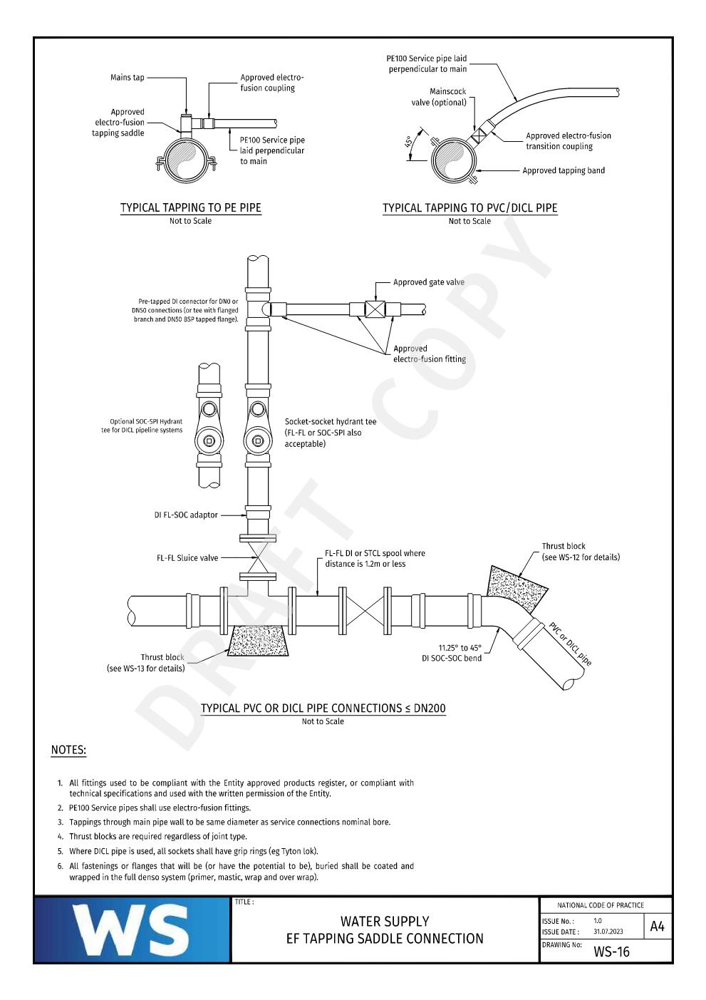 Mains tap
Approved electro-
fusion coupling
Approved
electro-fusion
tapping saddle
PE100 Service pipe
laid perpendicular
to main
TYPICAL TAPPING TO PE PIPE
Not to Scale
PE100 Service pipe laid
perpendicular to main
Mainscock
valve (optional)
45°
Approved electro-fusion
transition coupling
Approved tapping band
TYPICAL TAPPING TO PVC/DICL PIPE
Not to Scale
Approved gate valve
Pre-tapped DI connector for DN0 or
DN50 connections (or tee with flanged
branch and DN50 BSP tapped flange).
Approved
electro-fusion fitting
Optional SOC-SPI Hydrant
tee for DICL pipeline systems
Socket-socket hydrant tee
(FL-FL or SOC-SPI also
acceptable)
DI FL-SOC adaptor
FL-FL Sluice valve
FL-FL DI or STCL spool where
distance is 1.2m or less
Thrust block
(see WS-12 for details)
PVC or DICL pipe
11.25° to 45°
DI SOC-SOC bend
Thrust block
(see WS-13 for details)
TYPICAL PVC OR DICL PIPE CONNECTIONS ≤ DN200
Not to Scale
DRAFT COPY
NOTES:
1. All fittings used to be compliant with the Entity approved products register, or compliant with
technical specifications and used with the written permission of the Entity.
2. PE100 Service pipes shall use electro-fusion fittings.
3. Tappings through main pipe wall to be same diameter as service connections nominal bore.
4. Thrust blocks are required regardless of joint type.
5. Where DICL pipe is used, all sockets shall have grip rings (eg Tyton lok).
6. All fastenings or flanges that will be (or have the potential to be), buried shall be coated and
wrapped in the full denso system (primer, mastic, wrap and over wrap).
WS
TITLE :
WATER SUPPLY
EF TAPPING SADDLE CONNECTION
NATIONAL CODE OF PRACTICE
ISSUE No. : 1.0
ISSUE DATE : 31.07.2023
A4
DRAWING No: WS-16